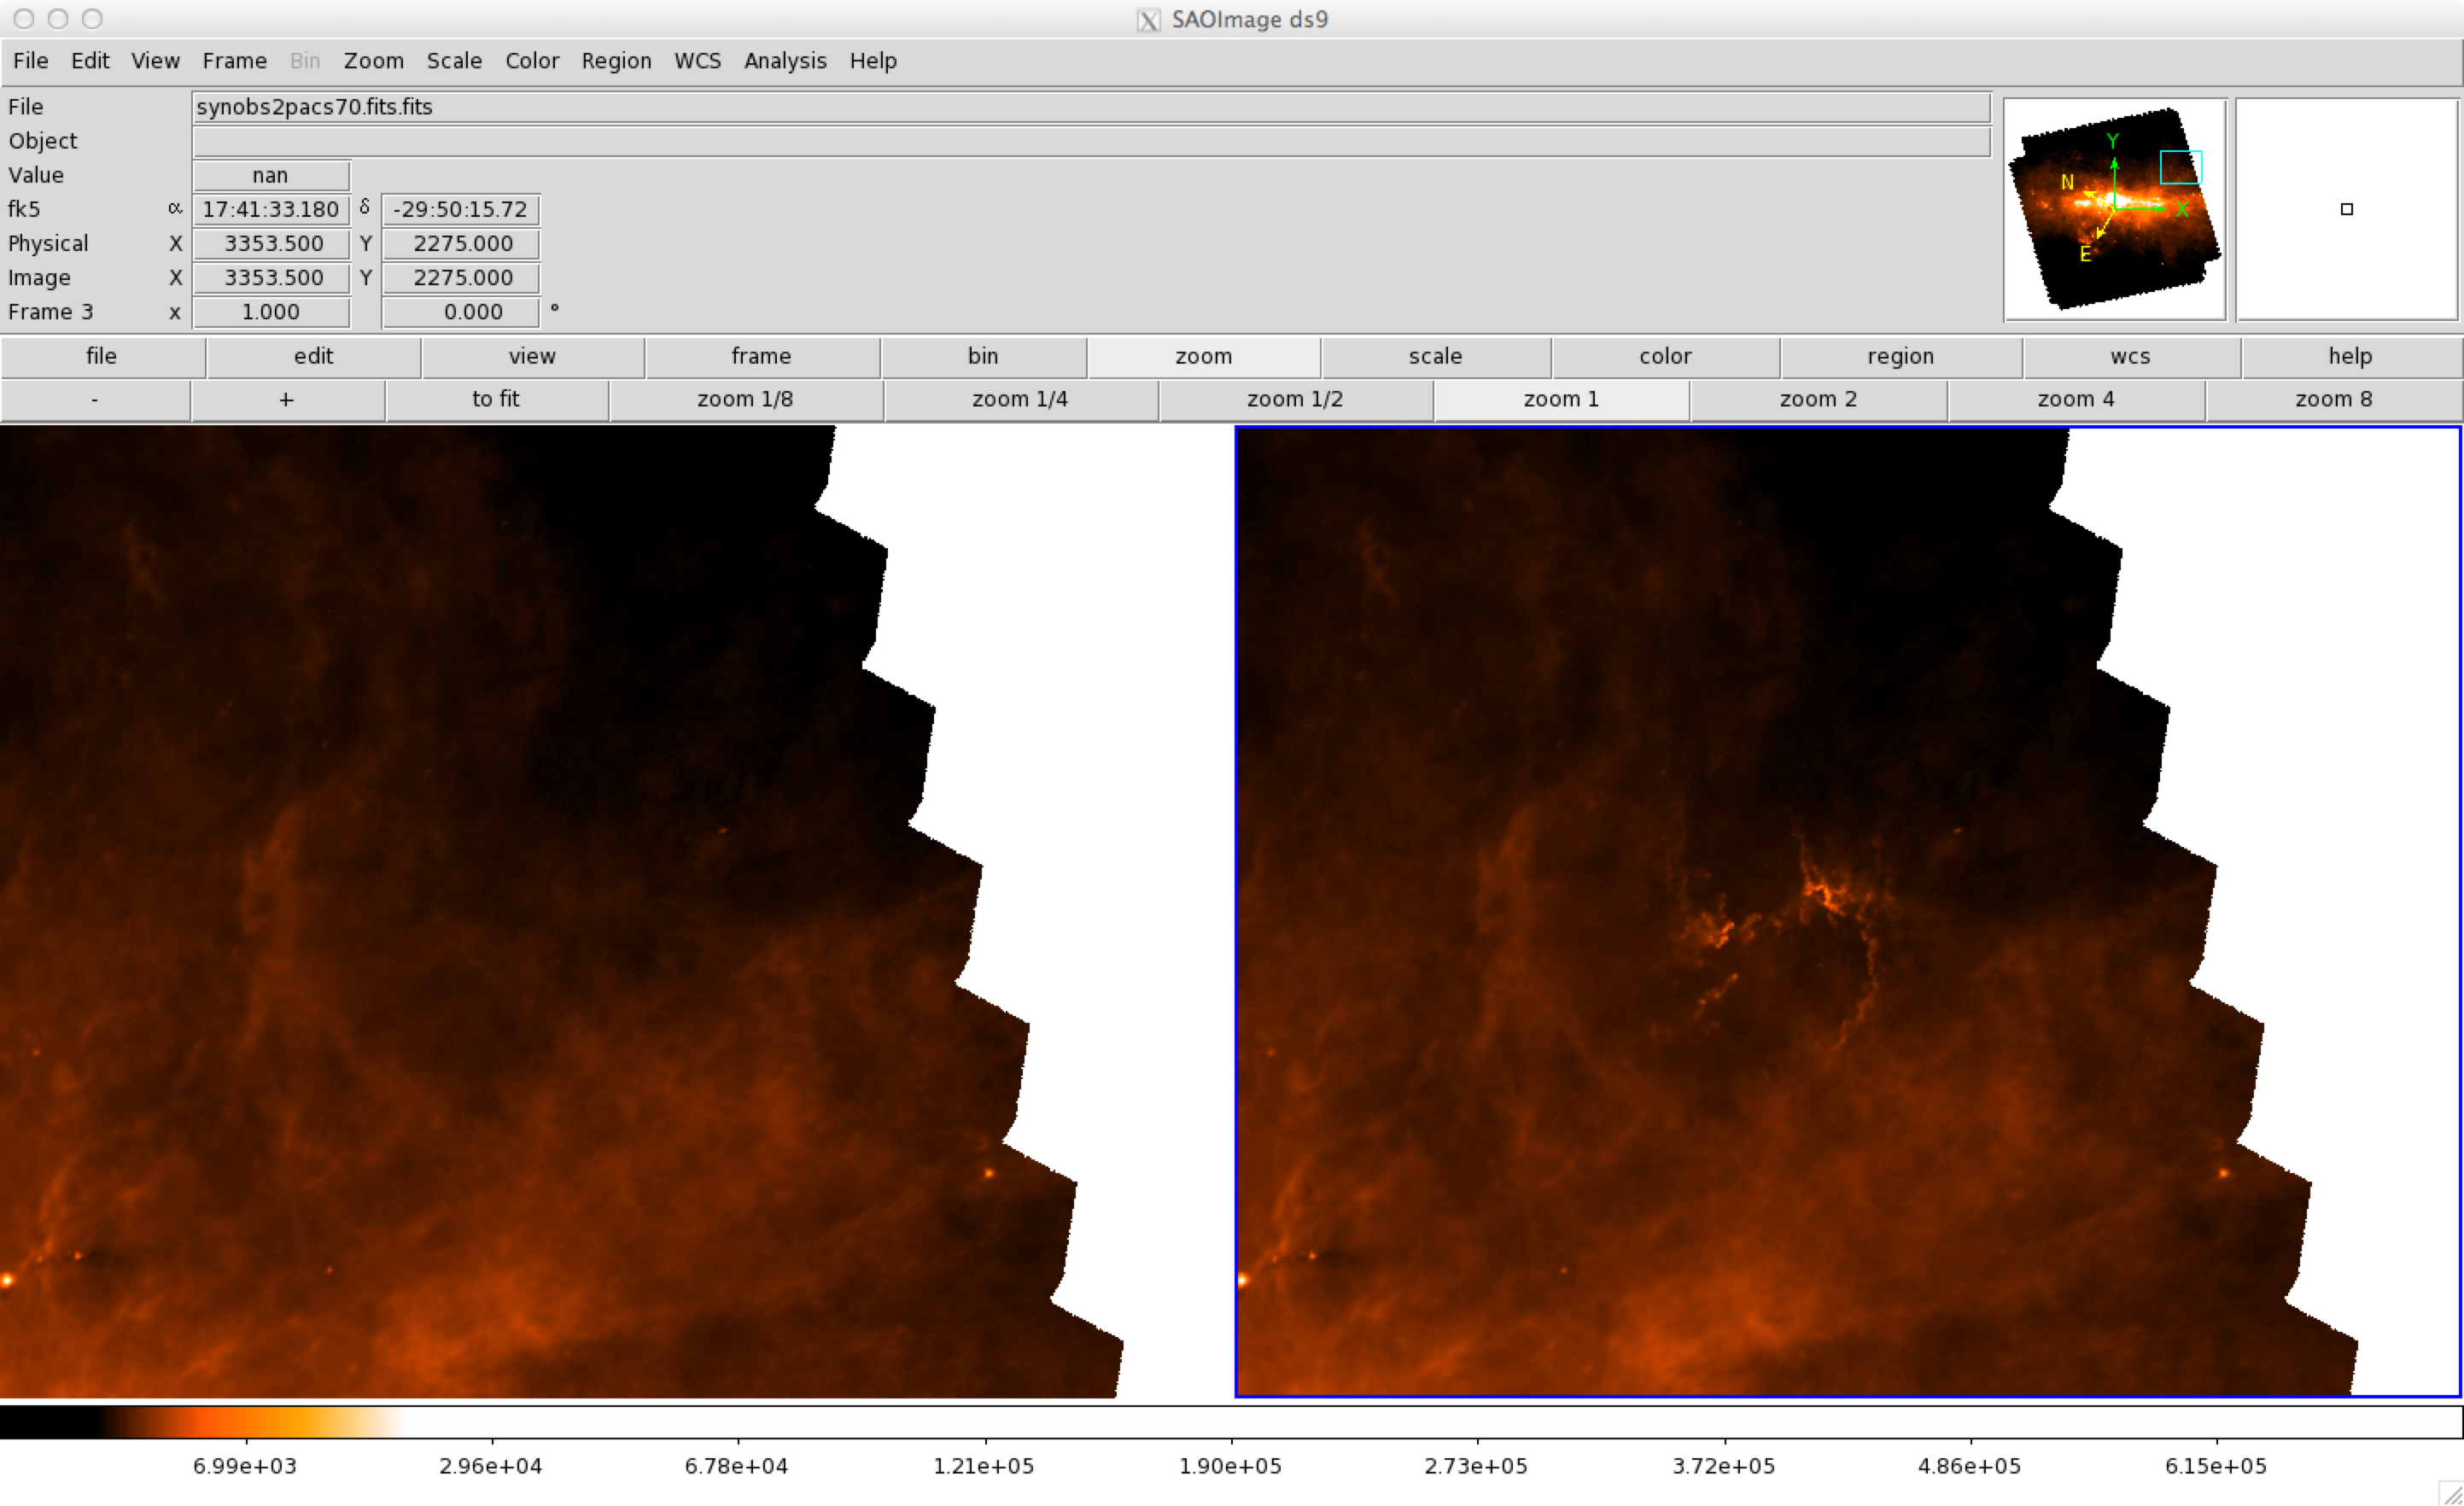 SAOImage ds9
File Edit View Frame Bin Zoom Scale Color Region WCS Analysis Help
File synobs2pacs70.fits.fits
Object
Value nan
fk5 α 17:41:33.180 δ -29:50:15.72
Physical X 3353.500 Y 2275.000
Image X 3353.500 Y 2275.000
Frame 3 x 1.000 0.000 °
Y
N
X
E
file edit view frame bin zoom scale color region wcs help
- + to fit zoom 1/8 zoom 1/4 zoom 1/2 zoom 1 zoom 2 zoom 4 zoom 8
6.99e+03 2.96e+04 6.78e+04 1.21e+05 1.90e+05 2.73e+05 3.72e+05 4.86e+05 6.15e+05